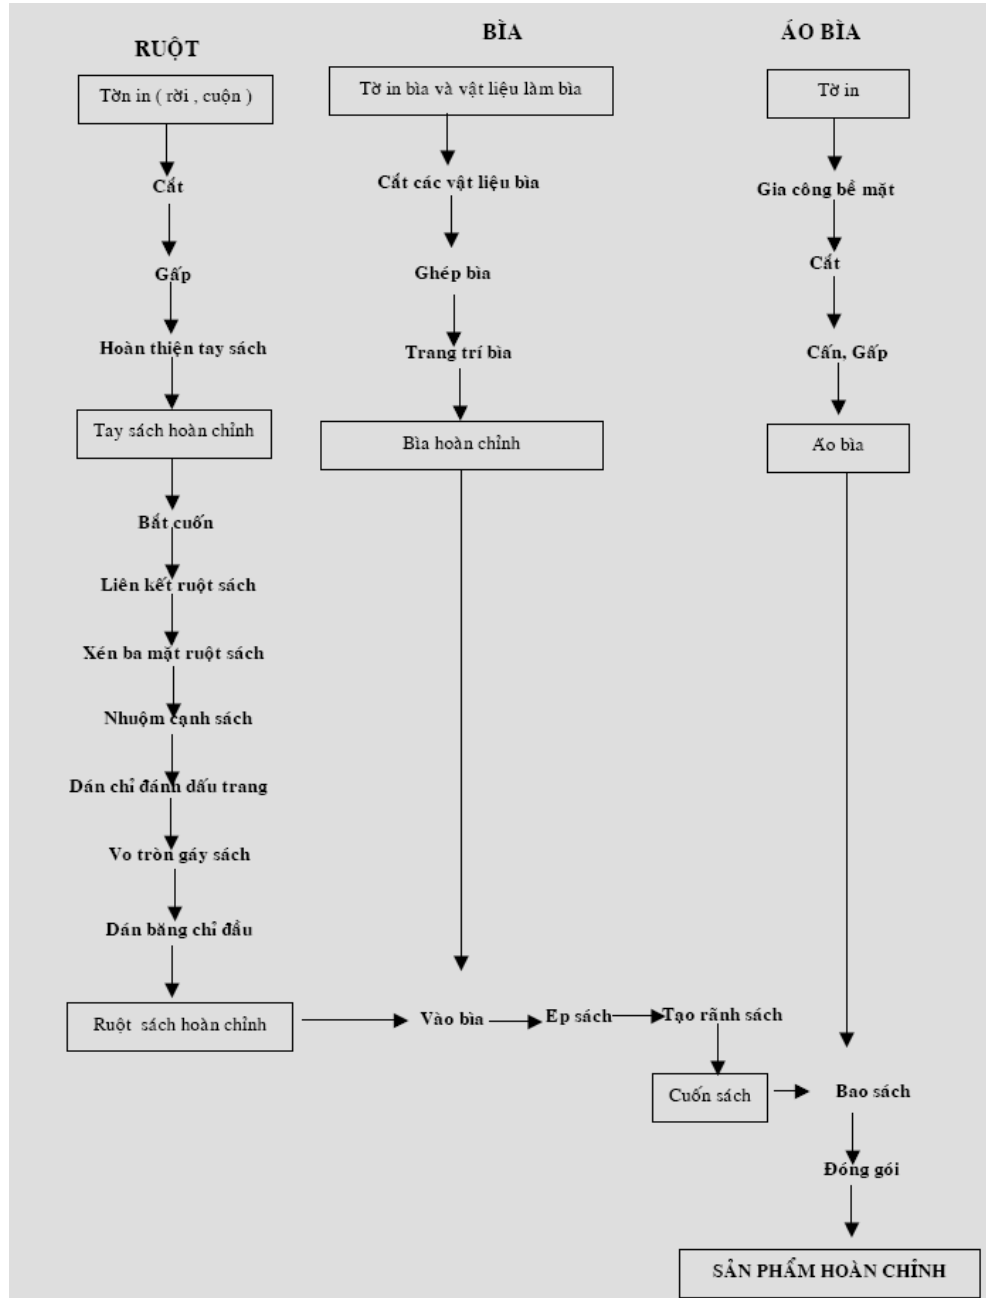 RUỘT
Tờn in ( rời , cuộn )
Cắt
Gấp
Hoàn thiện tay sách
Tay sách hoàn chỉnh
Bắt cuốn
Liên kết ruột sách
Xén ba mặt ruột sách
Nhuộm cạnh sách
Dán chỉ đánh dấu trang
Vo tròn gáy sách
Dán băng chỉ đầu
Ruột sách hoàn chỉnh
BÌA
Tờ in bìa và vật liệu làm bìa
Cắt các vật liệu bìa
Ghép bìa
Trang trí bìa
Bìa hoàn chỉnh
Vào bìa
Ep sách
Tạo rãnh sách
Cuốn sách
ÁO BÌA
Tờ in
Gia công bề mặt
Cắt
Cấn, Gấp
Áo bìa
Bao sách
Đóng gói
SẢN PHẨM HOÀN CHỈNH